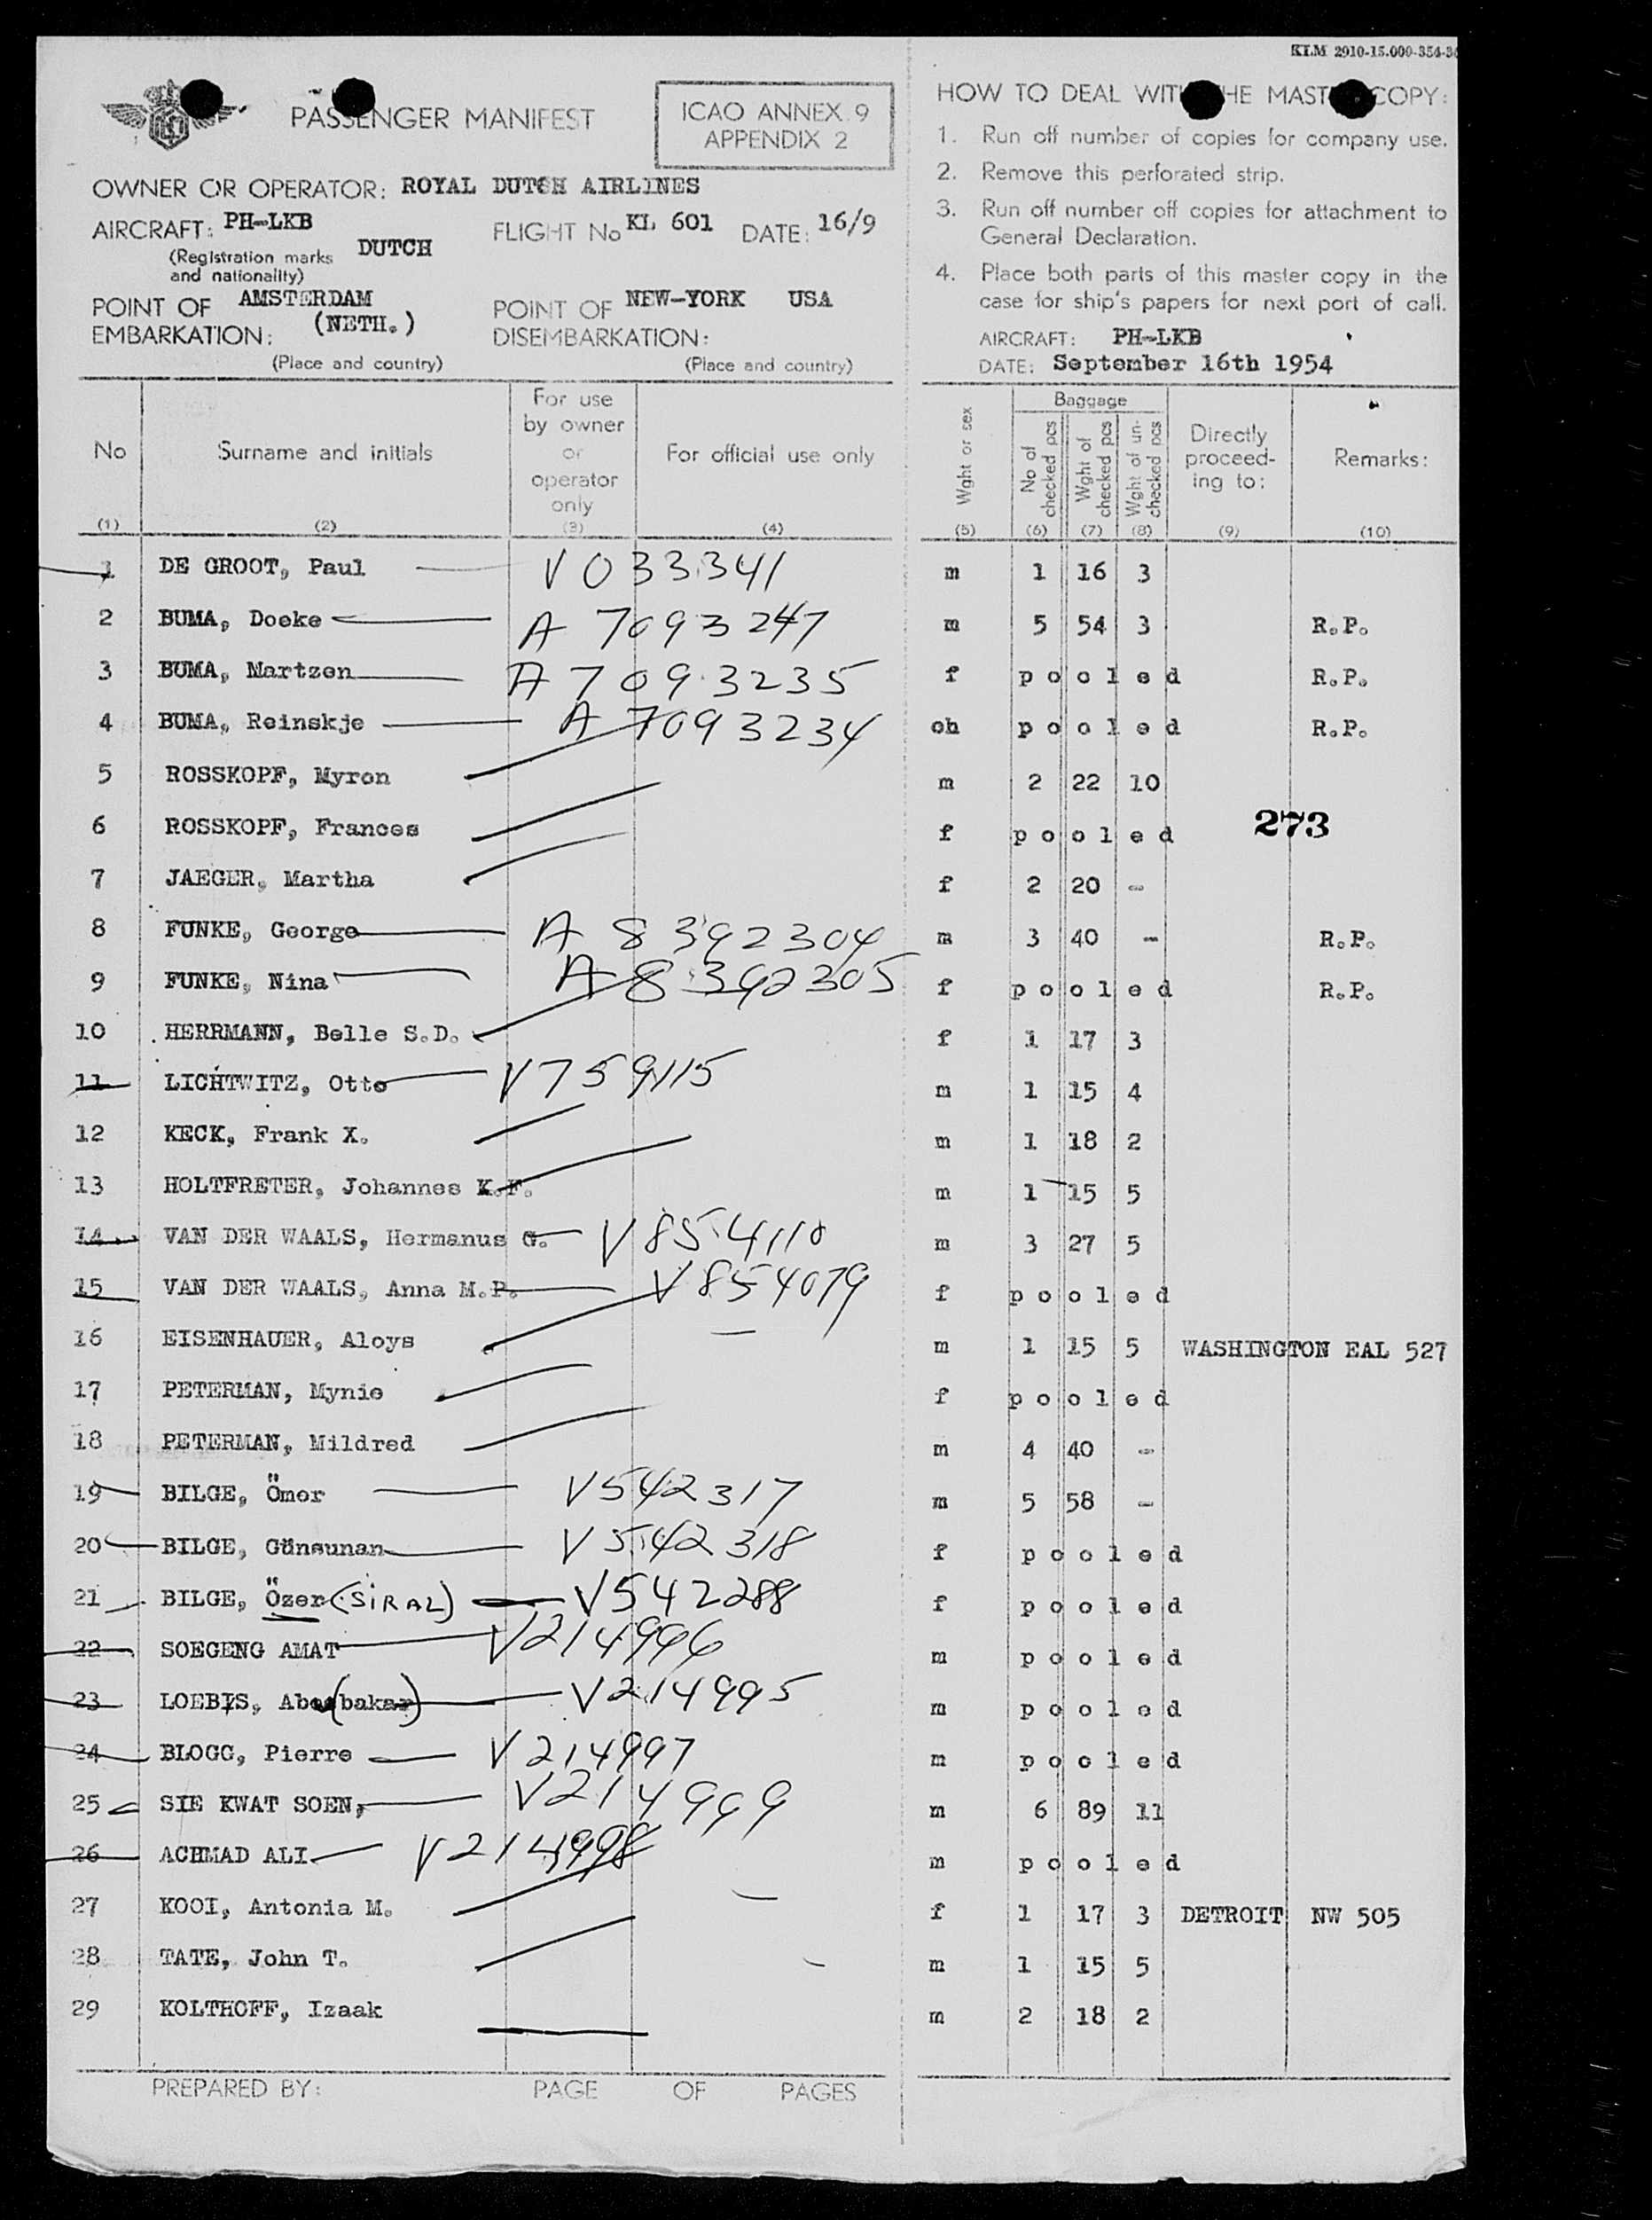 KLM 2910-15.000-354-3
PASSENGER MANIFEST
ICAO ANNEX 9
APPENDIX 2
OWNER OR OPERATOR: ROYAL DUTCH AIRLINES
AIRCRAFT: PH-LKB FLIGHT No KL 601 DATE: 16/9
(Registration marks and nationality) DUTCH
POINT OF EMBARKATION: AMSTERDAM (NETH.)
POINT OF DISEMBARKATION: NEW-YORK USA
(Place and country) (Place and country)
HOW TO DEAL WITH THE MASTER COPY:
1. Run off number of copies for company use.
2. Remove this perforated strip.
3. Run off number off copies for attachment to
General Declaration.
4. Place both parts of this master copy in the
case for ship's papers for next port of call.
AIRCRAFT: PH-LKB
DATE: September 16th 1954
No (1) Surname and initials (2) For use by owner or operator only (3) For official use only (4) Wght or sex (5) Baggage No of checked pcs (6) Wght of checked pcs (7) Wght of un-checked pcs (8) Directly proceed-ing to: (9) Remarks: (10)
1 DE GROOT, Paul V 033341 m 1 16 3
2 BUMA, Doeke A 7093247 m 5 54 3 R.P.
3 BUMA, Martzen A 7093235 f pooled R.P.
4 BUMA, Reinskje A 7093234 ch pooled R.P.
5 ROSSKOPF, Myron m 2 22 10
6 ROSSKOPF, Frances f pooled 273
7 JAEGER, Martha f 2 20 -
8 FUNKE, George A 8392304 m 3 40 - R.P.
9 FUNKE, Nina A 8392305 f pooled R.P.
10 HERRMANN, Belle S.D. f 1 17 3
11 LICHTWITZ, Otto V759115 m 1 15 4
12 KECK, Frank X. m 1 18 2
13 HOLTFRETER, Johannes K.F. m 1 15 5
14 VAN DER WAALS, Hermanus G. V854110 m 3 27 5
15 VAN DER WAALS, Anna M.P. V854079 f pooled
16 EISENHAUER, Aloys m 1 15 5 WASHINGTON EAL 527
17 PETERMAN, Mynie f pooled
18 PETERMAN, Mildred m 4 40 -
19 BILGE, Ömer V542317 m 5 58 -
20 BILGE, Günsunan V542318 f pooled
21 BILGE, Özer (SİRAL) V542288 f pooled
22 SOEGENG AMAT V214996 m pooled
23 LOEBIS, (bakar) V214995 m pooled
24 BLOGG, Pierre V214997 m pooled
25 SIE KWAT SOEN, V214999 m 6 89 11
26 ACHMAD ALI V214998 m pooled
27 KOOI, Antonia M. f 1 17 3 DETROIT NW 505
28 TATE, John T. m 1 15 5
29 KOLTHOFF, Izaak m 2 18 2
PREPARED BY: PAGE OF PAGES